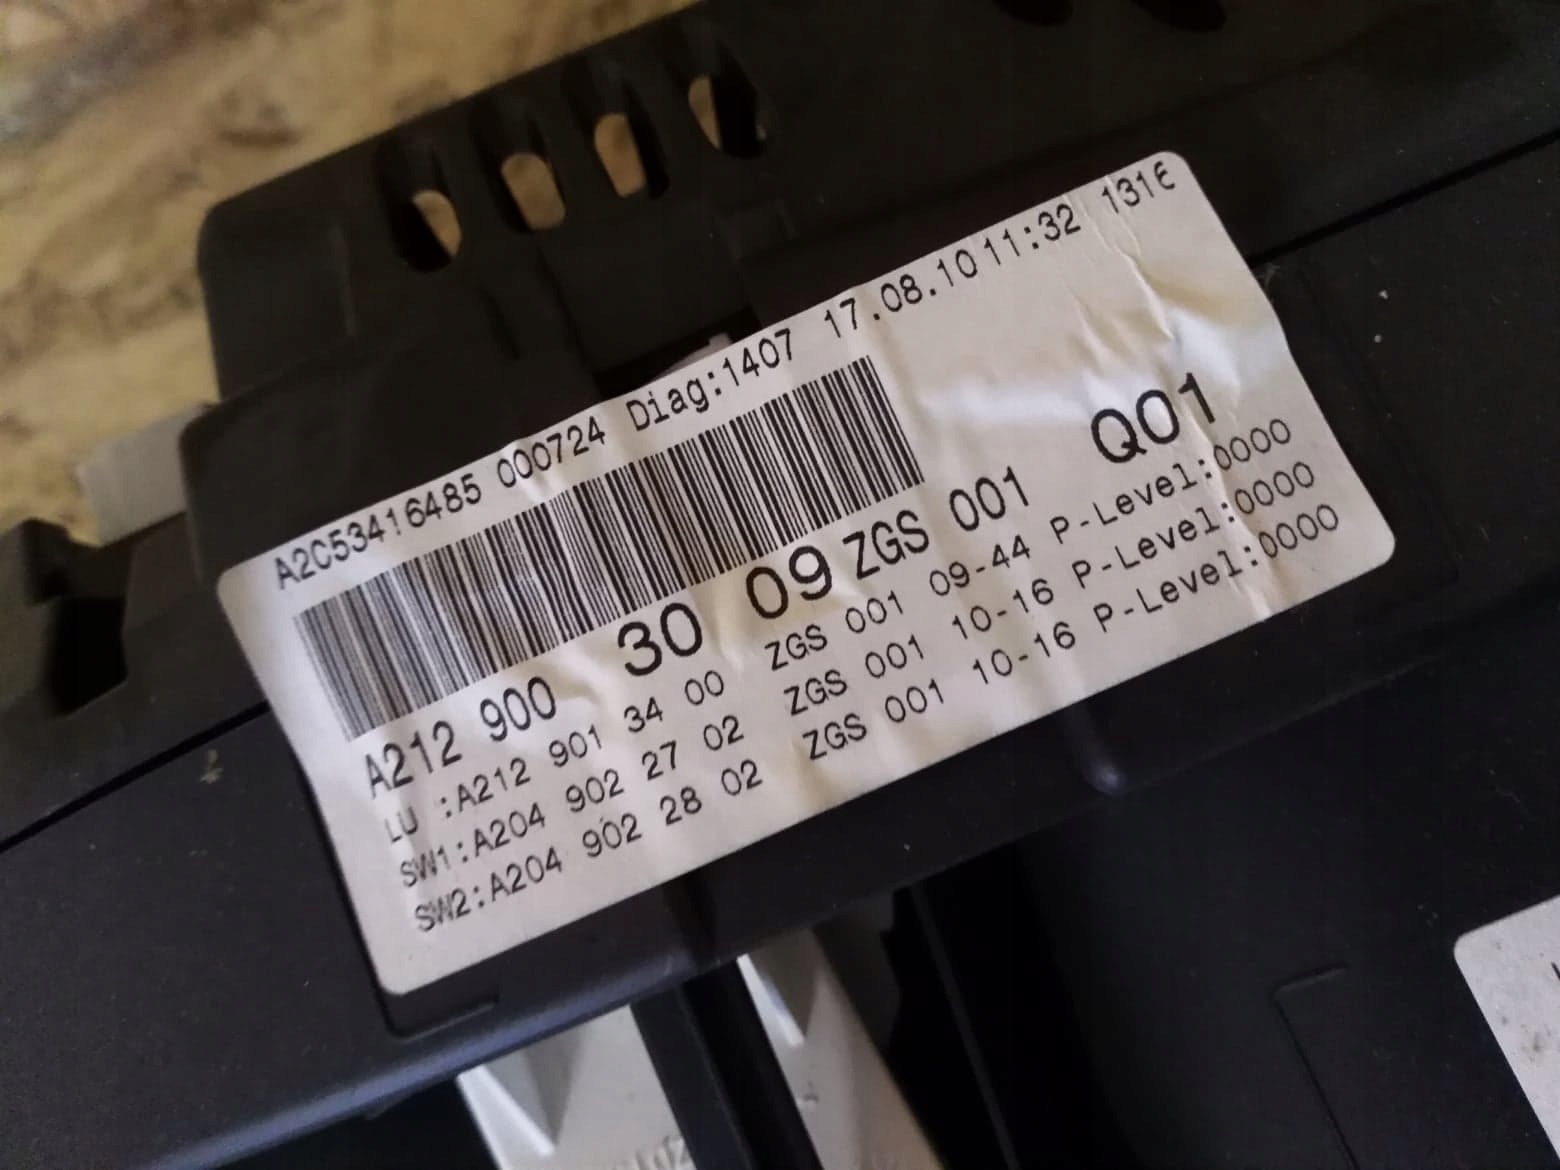 A2C53416485 000724 Diag:1407 17.08.10 11:32 1316
Q01
A212 900 30 09 ZGS 001
LU :A212 901 34 00 ZGS 001 09-44 P-Level:0000
SW1:A204 902 27 02 ZGS 001 10-16 P-Level:0000
SW2:A204 902 28 02 ZGS 001 10-16 P-Level:0000